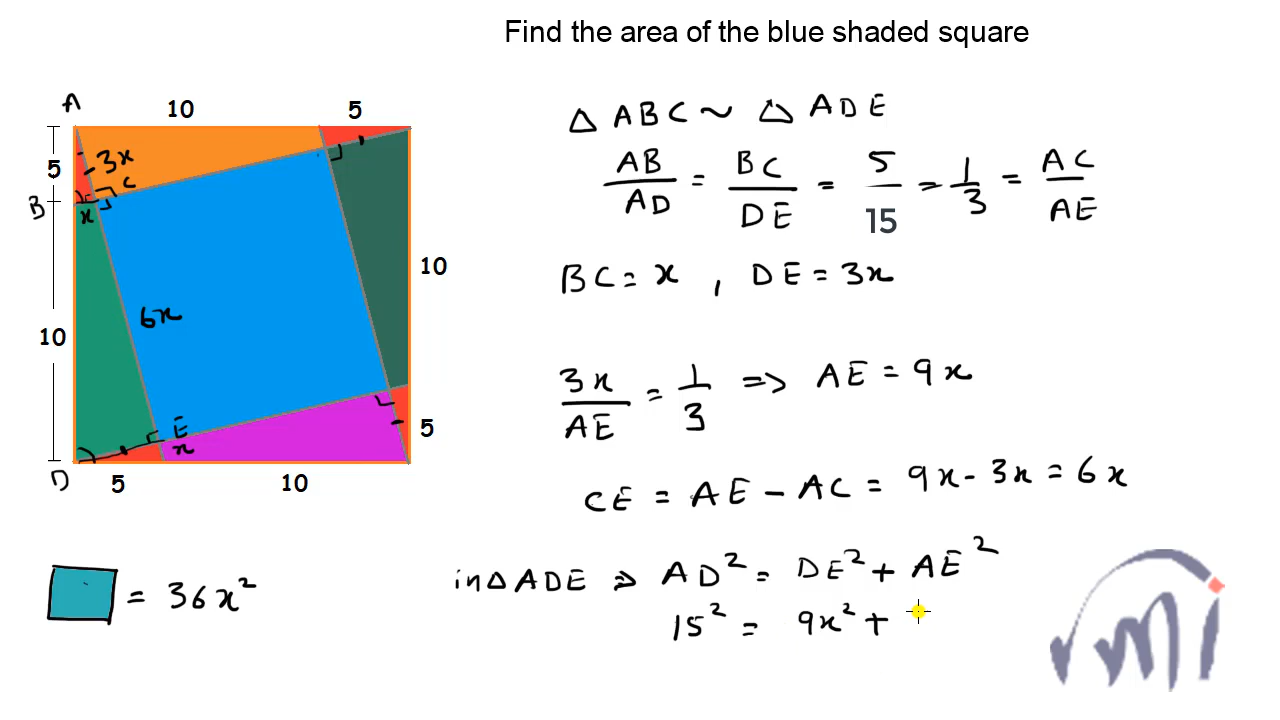 Find the area of the blue shaded square
A
10
5
5
3x
C
B
x
10
6x
10
E
x
5
D
5
10
△ ABC ~ △ ADE
AB/AD = BC/DE = 5/15 = 1/3 = AC/AE
BC = x , DE = 3x
3x/AE = 1/3 => AE = 9x
CE = AE - AC = 9x - 3x = 6x
= 36x²
in△ ADE => AD² = DE² + AE²
15² = 9x² +
rmi